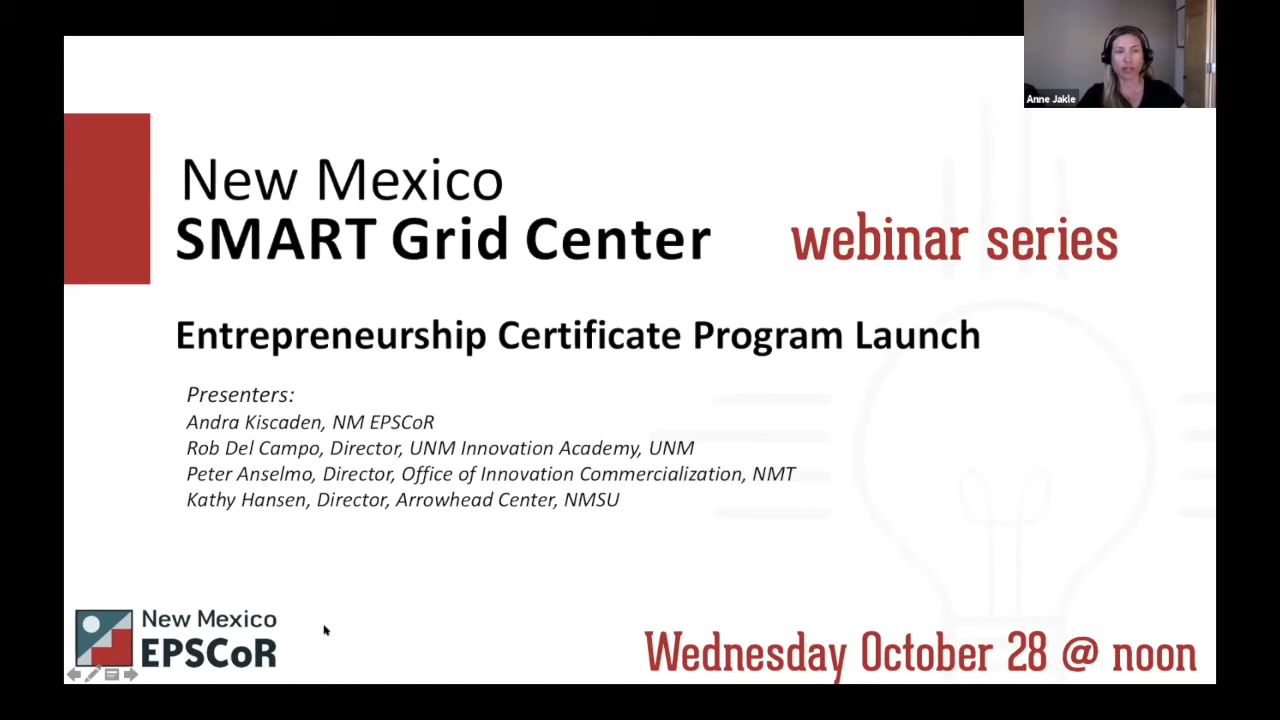 Anne Jakle
New Mexico
SMART Grid Center
webinar series
Entrepreneurship Certificate Program Launch
Presenters:
Andra Kiscaden, NM EPSCoR
Rob Del Campo, Director, UNM Innovation Academy, UNM
Peter Anselmo, Director, Office of Innovation Commercialization, NMT
Kathy Hansen, Director, Arrowhead Center, NMSU
New Mexico
EPSCoR
Wednesday October 28 @ noon